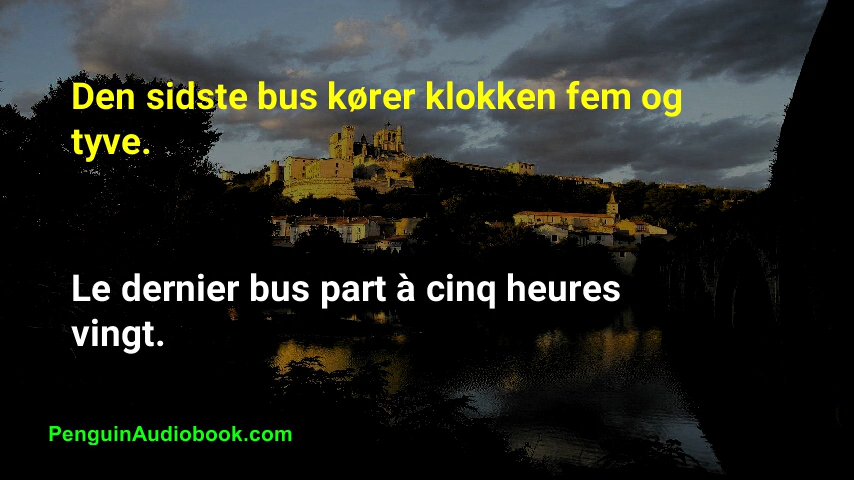 Den sidste bus kører klokken fem og
tyve.
Le dernier bus part à cinq heures
vingt.
PenguinAudiobook.com